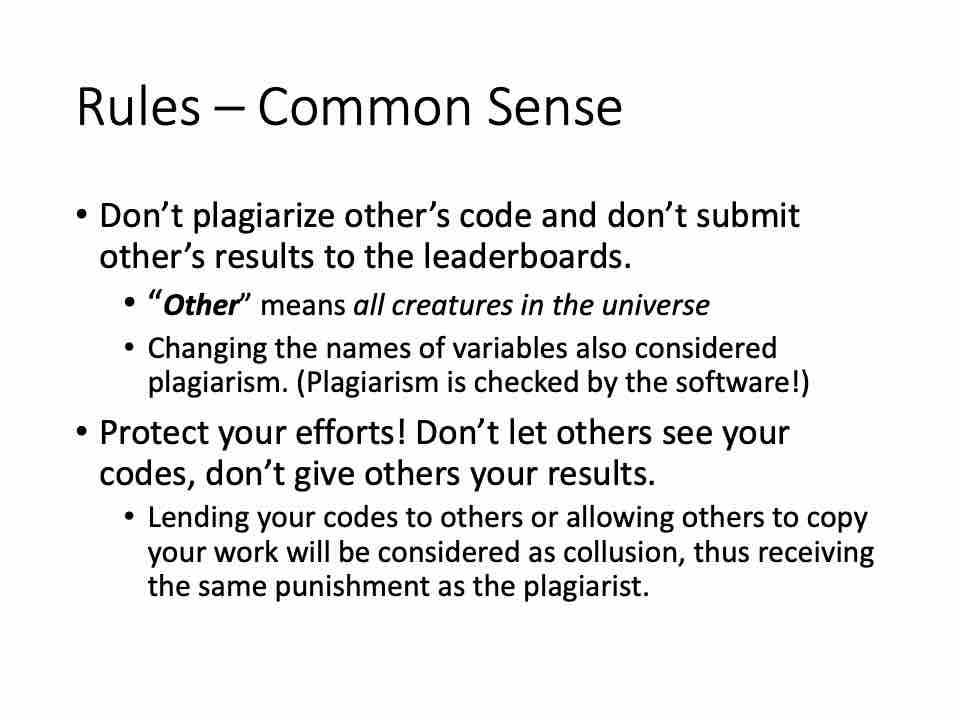 Rules – Common Sense
• Don’t plagiarize other’s code and don’t submit
other’s results to the leaderboards.
• “Other” means all creatures in the universe
• Changing the names of variables also considered
plagiarism. (Plagiarism is checked by the software!)
• Protect your efforts! Don’t let others see your
codes, don’t give others your results.
• Lending your codes to others or allowing others to copy
your work will be considered as collusion, thus receiving
the same punishment as the plagiarist.